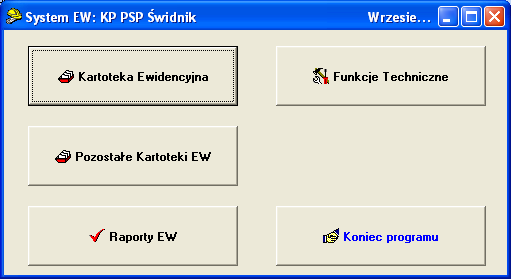 System EW: KP PSP Świdnik Wrzesie...
Kartoteka Ewidencyjna
Funkcje Techniczne
Pozostałe Kartoteki EW
Raporty EW
Koniec programu